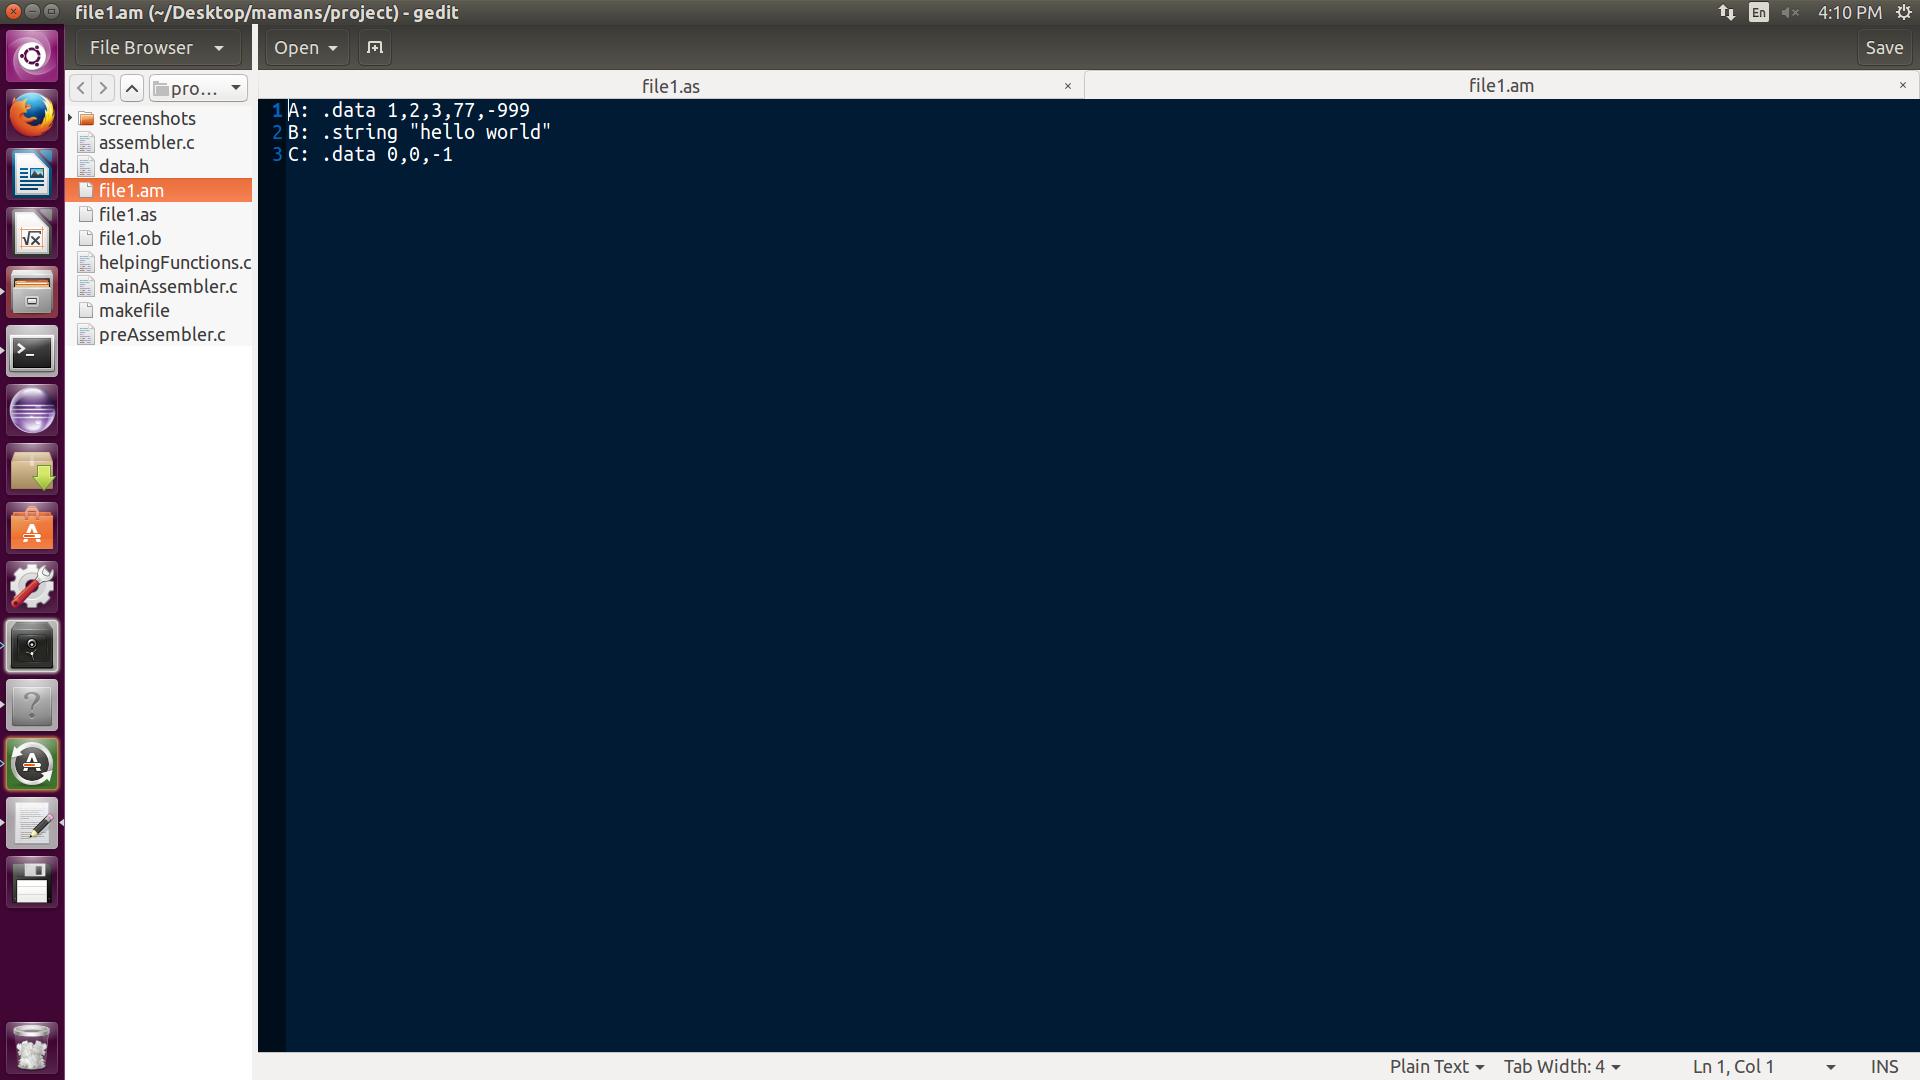 file1.am (~/Desktop/mamans/project) - gedit
En
4:10 PM
File Browser
Open
Save
pro...
file1.as
file1.am
screenshots
assembler.c
data.h
file1.am
file1.as
file1.ob
helpingFunctions.c
mainAssembler.c
makefile
preAssembler.c
1 A: .data 1,2,3,77,-999
2 B: .string "hello world"
3 C: .data 0,0,-1
Plain Text
Tab Width: 4
Ln 1, Col 1
INS